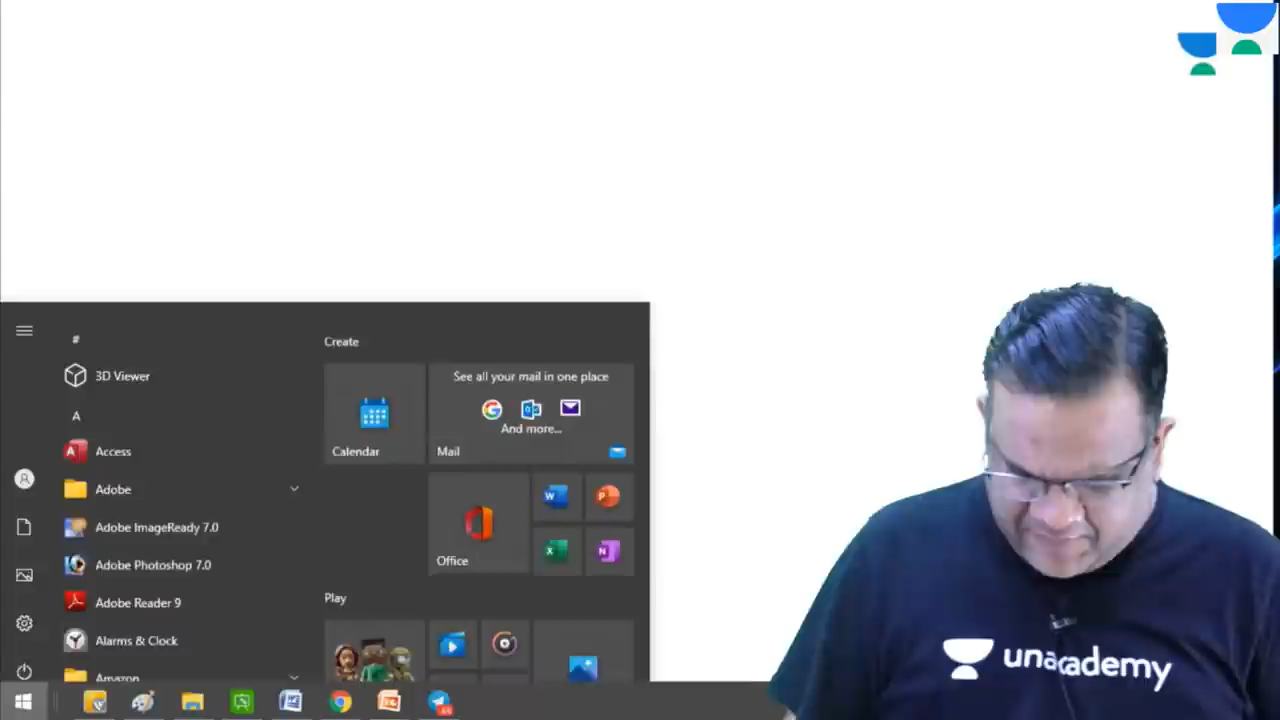 #
3D Viewer
A
Access
Adobe
Adobe ImageReady 7.0
Adobe Photoshop 7.0
Adobe Reader 9
Alarms & Clock
Amazon
Create
Calendar
See all your mail in one place
And more...
Mail
Office
Play
unacademy